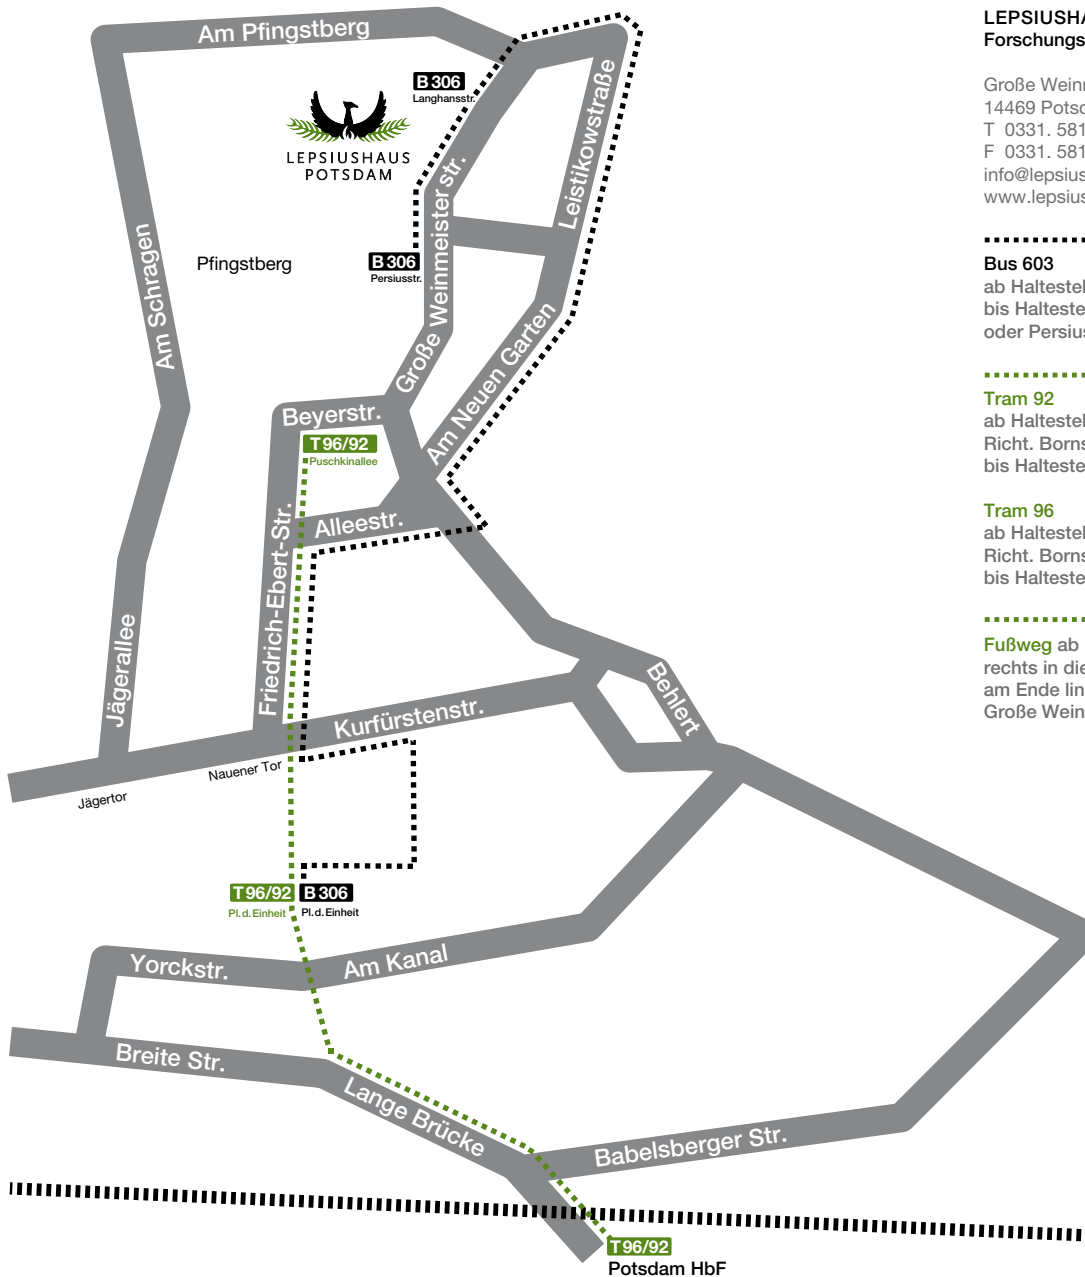 Am Pfingstberg
B 306
Langhansstr.
LEPSIUSHAUS
POTSDAM
Leistikowstraße
Große Weinmeister str.
Am Schragen
Pfingstberg
B 306
Persiusstr.
Am Neuen Garten
Beyerstr.
T 96/92
Puschkinallee
Alleestr.
Friedrich-Ebert-Str.
Jägerallee
Behlert
Kurfürstenstr.
Nauener Tor
Jägertor
T 96/92
Pl. d. Einheit
B 306
Pl. d. Einheit
Yorckstr.
Am Kanal
Breite Str.
Lange Brücke
Babelsberger Str.
T 96/92
Potsdam HbF
LEPSIUSHA
Forschungs
Große Weinm
14469 Potsd
T 0331. 581
F 0331. 581
info@lepsius
www.lepsius
Bus 603
ab Haltestel
bis Halteste
oder Persius
Tram 92
ab Haltestel
Richt. Borns
bis Halteste
Tram 96
ab Haltestel
Richt. Borns
bis Halteste
Fußweg ab
rechts in die
am Ende lin
Große Wein